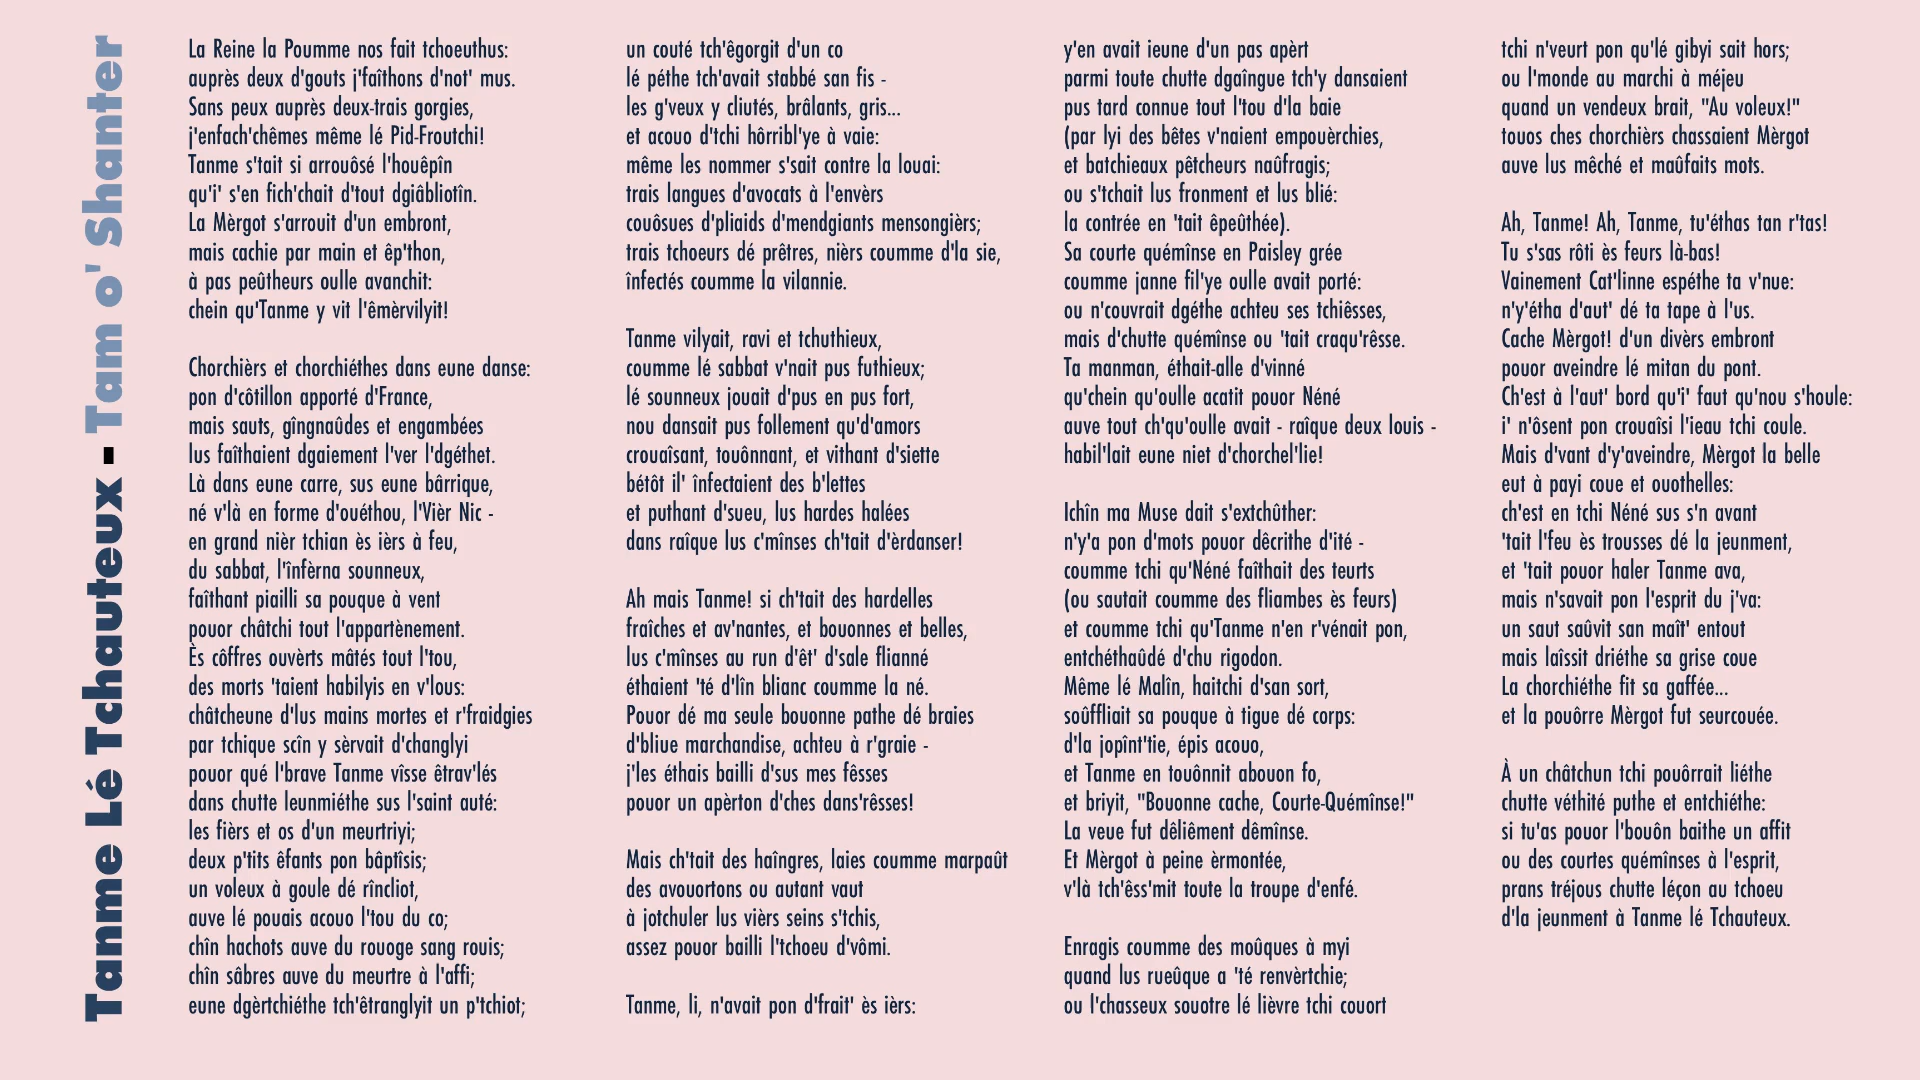 Tanme Lé Tchauteux - Tam o' Shanter
La Reine la Poumme nos fait tchoeuthus:
auprès deux d'gouts j'faîthons d'not' mus.
Sans peux auprès deux-trais gorgies,
j'enfach'chêmes même lé Pid-Froutchi!
Tanme s'tait si arrouôsé l'houêpîn
qu'i' s'en fich'chait d'tout dgiâbliotîn.
La Mèrgot s'arrouit d'un embront,
mais cachie par main et êp'thon,
à pas peûtheurs oulle avanchit:
chein qu'Tanme y vit l'êmèrvilyit!

Chorchièrs et chorchiéthes dans eune danse:
pon d'côtillon apporté d'France,
mais sauts, gîngnaûdes et engambées
lus faîthaient dgaiement l'ver l'dgéthet.
Là dans eune carre, sus eune bârrique,
né v'là en forme d'ouéthou, l'Vièr Nic -
en grand nièr tchian ès ièrs à feu,
du sabbat, l'înfèrna sounneux,
faîthant piailli sa pouque à vent
pouor châtchi tout l'appartènement.
Ès côffres ouvèrts mâtés tout l'tou,
des morts 'taient habilyis en v'lous:
châtcheune d'lus mains mortes et r'fraidgies
par tchique scîn y sèrvait d'changlyi
pouor qué l'brave Tanme vîsse êtrav'lés
dans chutte leunmiéthe sus l'saint auté:
les fièrs et os d'un meurtriyi;
deux p'tits êfants pon bâptîsis;
un voleux à goule dé rîncliot,
auve lé pouais acouo l'tou du co;
chîn hachots auve du rouoge sang rouis;
chîn sâbres auve du meurtre à l'affi;
eune dgèrtchiéthe tch'êtranglyit un p'tchiot;
un couté tch'êgorgit d'un co
lé péthe tch'avait stabbé san fis -
les g'veux y cliutés, brâlants, gris...
et acouo d'tchi hôrribl'ye à vaie:
même les nommer s'sait contre la louai:
trais langues d'avocats à l'envèrs
couôsues d'pliaids d'mendgiants mensongièrs;
trais tchoeurs dé prêtres, nièrs coumme d'la sie,
înfectés coumme la vilannie.

Tanme vilyait, ravi et tchuthieux,
coumme lé sabbat v'nait pus futhieux;
lé sounneux jouait d'pus en pus fort,
nou dansait pus follement qu'd'amors
crouaîsant, touônnant, et vithant d'siette
bétôt il' înfectaient des b'lettes
et puthant d'sueu, lus hardes halées
dans raîque lus c'mînses ch'tait d'èrdanser!

Ah mais Tanme! si ch'tait des hardelles
fraîches et av'nantes, et bouonnes et belles,
lus c'mînses au run d'êt' d'sale flianné
éthaient 'té d'lîn blianc coumme la né.
Pouor dé ma seule bouonne pathe dé braies
d'bliue marchandise, achteu à r'graie -
j'les éthais bailli d'sus mes fêsses
pouor un apèrton d'ches dans'rêsses!

Mais ch'tait des haîngres, laies coumme marpaût
des avouortons ou autant vaut
à jotchuler lus vièrs seins s'tchis,
assez pouor bailli l'tchoeu d'vômi.

Tanme, li, n'avait pon d'frait' ès ièrs:
y'en avait ieune d'un pas apèrt
parmi toute chutte dgaîngue tch'y dansaient
pus tard connue tout l'tou d'la baie
(par lyi des bêtes v'naient empouèrchies,
et batchieaux pêtcheurs naûfragis;
ou s'tchait lus fronment et lus blié:
la contrée en 'tait êpeûthée).
Sa courte quémînse en Paisley grée
coumme janne fil'ye oulle avait porté:
ou n'couvrait dgéthe achteu ses tchiêsses,
mais d'chutte quémînse ou 'tait craqu'rêsse.
Ta manman, éthait-alle d'vinné
qu'chein qu'oulle acatit pouor Néné
auve tout ch'qu'oulle avait - raîque deux louis -
habil'lait eune niet d'chorchel'lie!

Ichîn ma Muse dait s'extchûther:
n'y'a pon d'mots pouor dêcrithe d'ité -
coumme tchi qu'Néné faîthait des teurts
(ou sautait coumme des fliambes ès feurs)
et coumme tchi qu'Tanme n'en r'vénait pon,
entchéthaûdé d'chu rigodon.
Même lé Malîn, haitchi d'san sort,
soûffliait sa pouque à tigue dé corps:
d'la jopînt'tie, épis acouo,
et Tanme en touônnit abouon fo,
et briyit, "Bouonne cache, Courte-Quémînse!"
La veue fut dêliêment dêmînse.
Et Mèrgot à peine èrmontée,
v'là tch'êss'mit toute la troupe d'enfé.

Enragis coumme des moûques à myi
quand lus rueûque a 'té renvèrtchie;
ou l'chasseux souotre lé lièvre tchi couort
tchi n'veurt pon qu'lé gibyi sait hors;
ou l'monde au marchi à méjeu
quand un vendeux brait, "Au voleux!"
touos ches chorchièrs chassaient Mèrgot
auve lus mêché et maûfaits mots.

Ah, Tanme! Ah, Tanme, tu'éthas tan r'tas!
Tu s'sas rôti ès feurs là-bas!
Vainement Cat'linne espéthe ta v'nue:
n'y'étha d'aut' dé ta tape à l'us.
Cache Mèrgot! d'un divèrs embront
pouor aveindre lé mitan du pont.
Ch'est à l'aut' bord qu'i' faut qu'nou s'houle:
i' n'ôsent pon crouaîsi l'ieau tchi coule.
Mais d'vant d'y'aveindre, Mèrgot la belle
eut à payi coue et ouothelles:
ch'est en tchi Néné sus s'n avant
'tait l'feu ès trousses dé la jeunment,
et 'tait pouor haler Tanme ava,
mais n'savait pon l'esprit du j'va:
un saut saûvit san maît' entout
mais laîssit driéthe sa grise coue
La chorchiéthe fit sa gaffée...
et la pouôrre Mèrgot fut seurcouée.

À un châtchun tchi pouôrrait liéthe
chutte véthité puthe et entchiéthe:
si tu'as pouor l'bouôn baithe un affit
ou des courtes quémînses à l'esprit,
prans tréjous chutte léçon au tchoeu
d'la jeunment à Tanme lé Tchauteux.